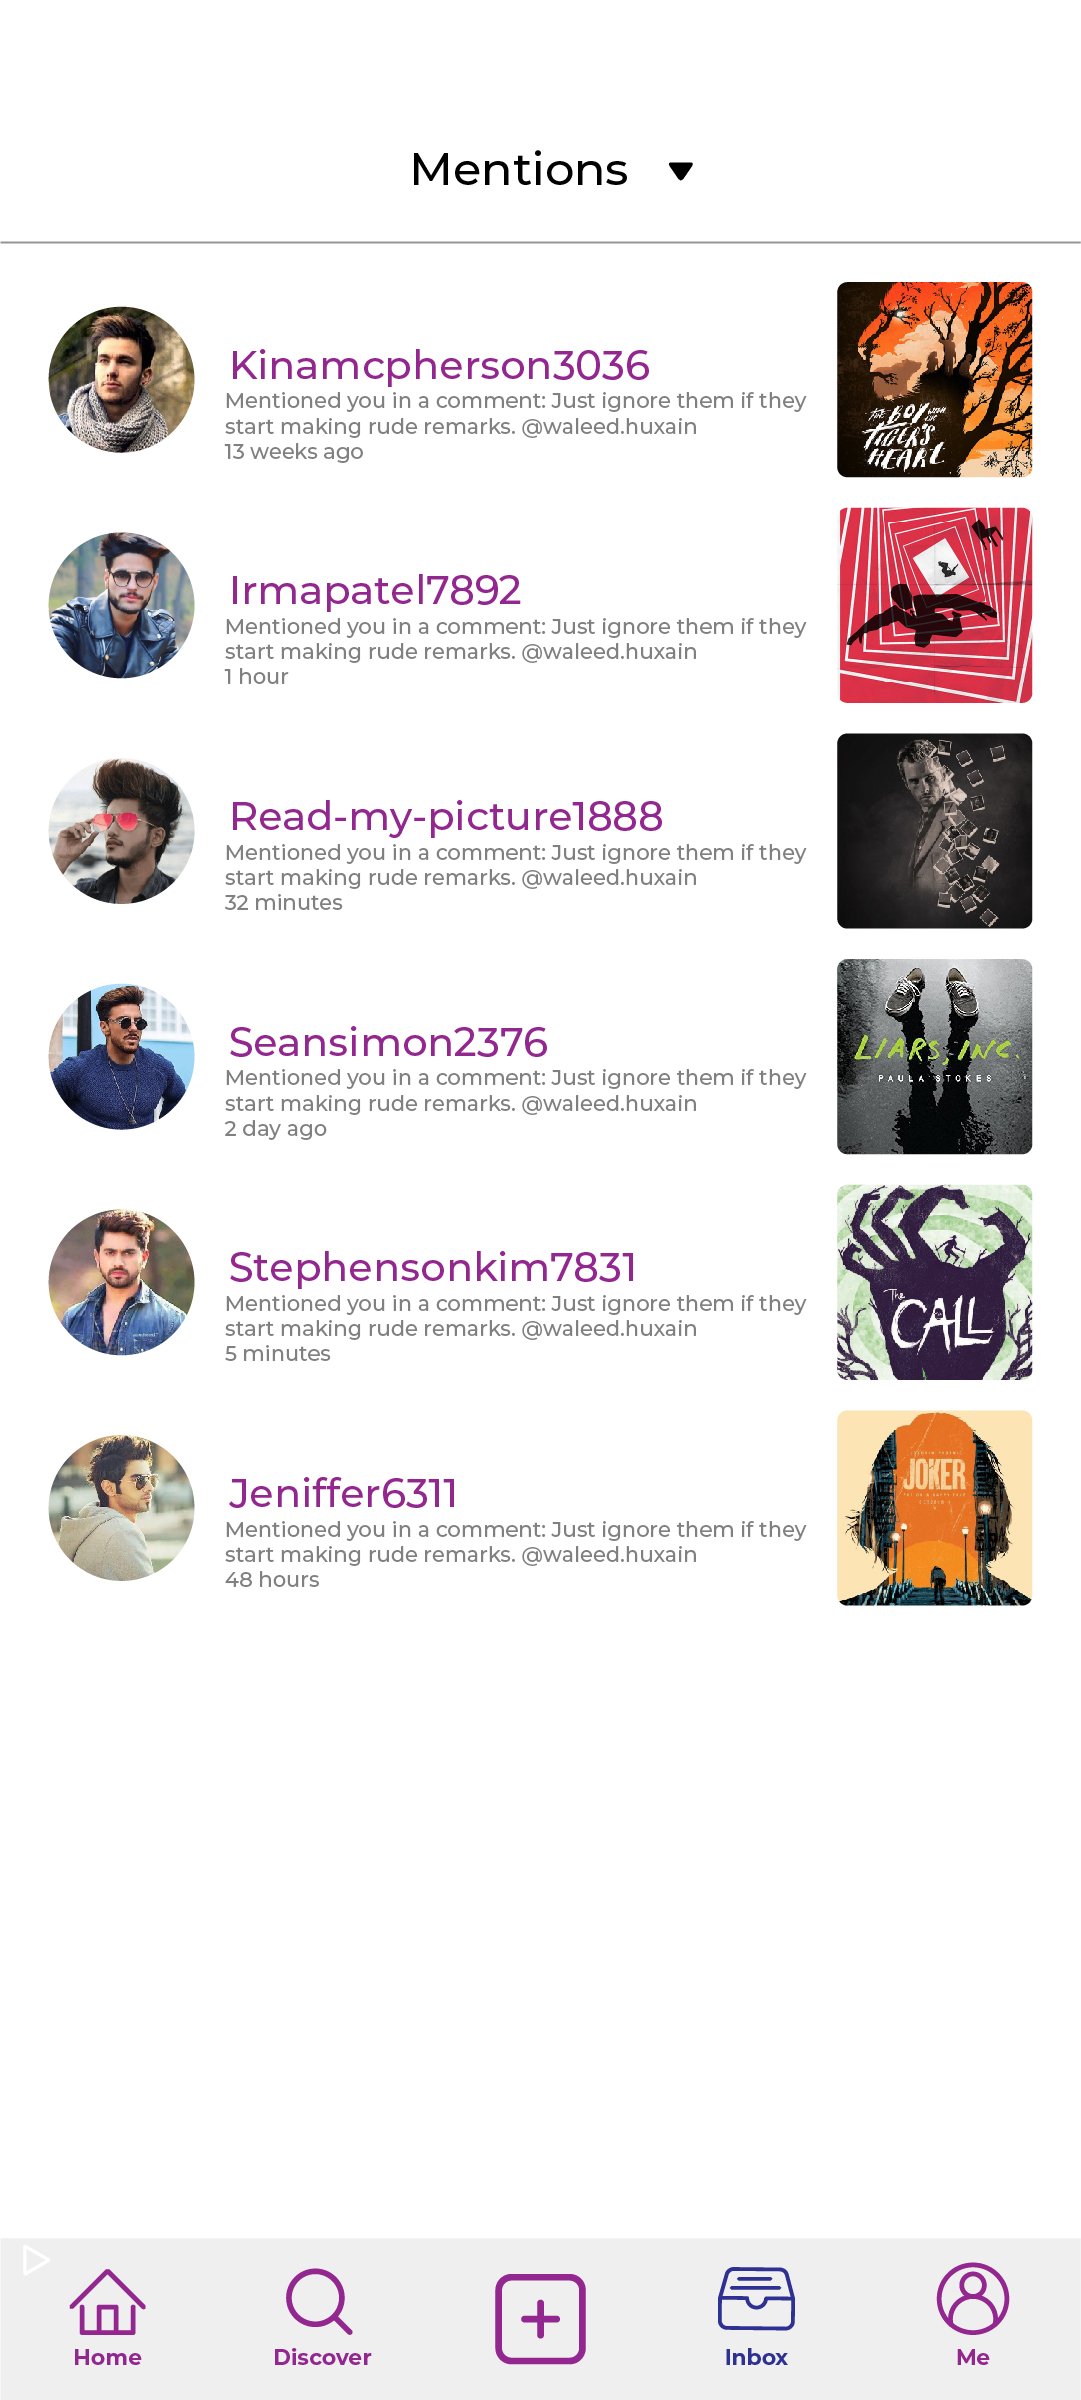 Mentions
Kinamcpherson3036
Mentioned you in a comment: Just ignore them if they
start making rude remarks. @waleed.huxain
13 weeks ago
THE BOY WITH
THE
TIGER'S
HEART
Irmapatel7892
Mentioned you in a comment: Just ignore them if they
start making rude remarks. @waleed.huxain
1 hour
Read-my-picture1888
Mentioned you in a comment: Just ignore them if they
start making rude remarks. @waleed.huxain
32 minutes
Seansimon2376
Mentioned you in a comment: Just ignore them if they
start making rude remarks. @waleed.huxain
2 day ago
LIARS, INC.
PAULA STOKES
Stephensonkim7831
Mentioned you in a comment: Just ignore them if they
start making rude remarks. @waleed.huxain
5 minutes
The
CALL
Jeniffer6311
Mentioned you in a comment: Just ignore them if they
start making rude remarks. @waleed.huxain
48 hours
JOKER
Home
Discover
Inbox
Me